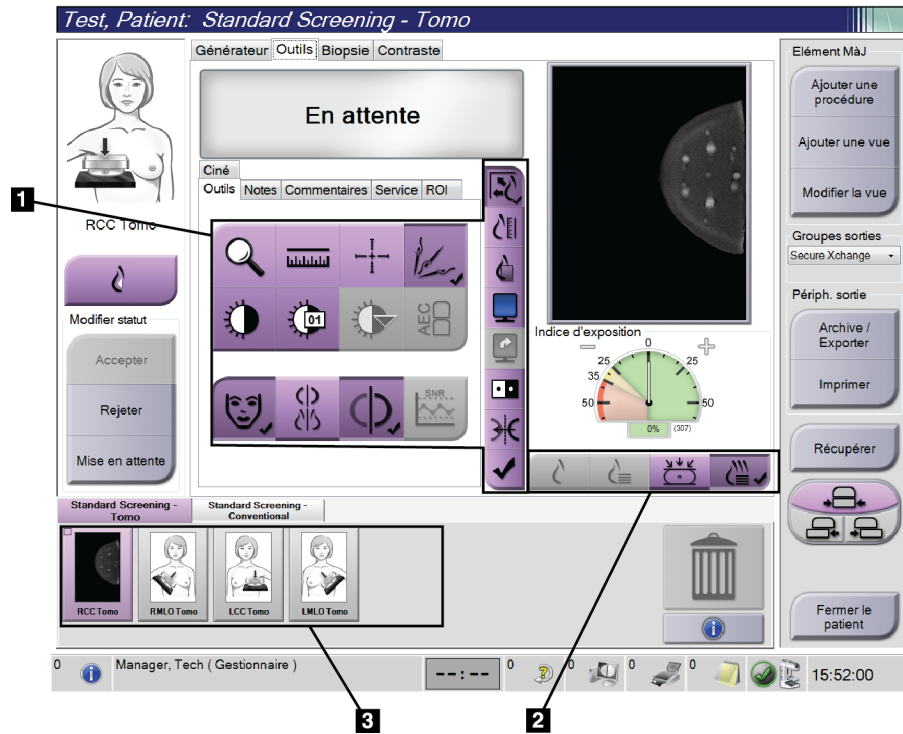 Test, Patient: Standard Screening - Tomo
Générateur Outils Biopsie Contraste
Elément MàJ
Ajouter une procédure
Ajouter une vue
Modifier la vue
En attente
Ciné
Outils Notes Commentaires Service ROI
1
RCC Tomo
01
AEC
SNR
Modifier statut
Accepter
Rejeter
Mise en attente
Indice d'exposition
0
25
25
35
50
50
0% (307)
Groupes sorties
Secure Xchange
Périph. sortie
Archive / Exporter
Imprimer
Récupérer
Standard Screening - Tomo
Standard Screening - Conventional
RCC Tomo
RMLO Tomo
LCC Tomo
LMLO Tomo
Fermer le patient
0
Manager, Tech ( Gestionnaire )
--:--
0
0
0
0
15:52:00
3
2